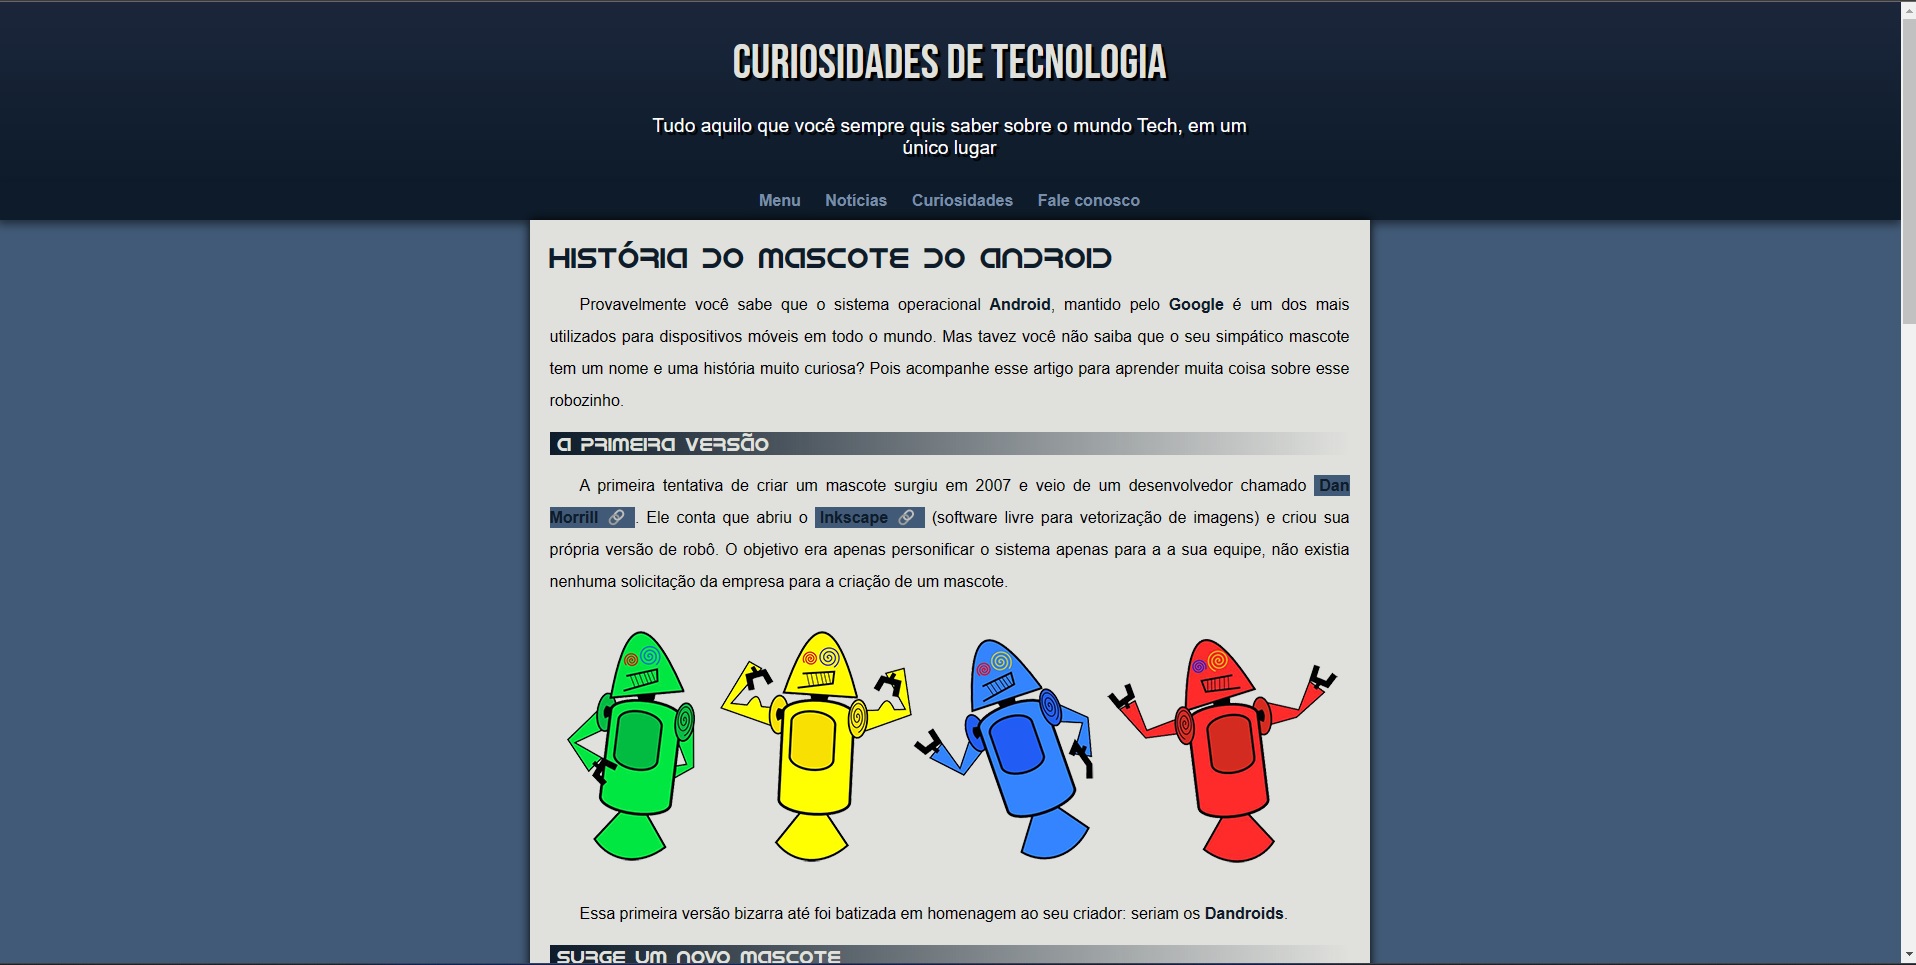 CURIOSIDADES DE TECNOLOGIA
Tudo aquilo que você sempre quis saber sobre o mundo Tech, em um
único lugar
Menu Notícias Curiosidades Fale conosco
HISTÓRIA DO MASCOTE DO ANDROID
Provavelmente você sabe que o sistema operacional Android, mantido pelo Google é um dos mais
utilizados para dispositivos móveis em todo o mundo. Mas tavez você não saiba que o seu simpático mascote
tem um nome e uma história muito curiosa? Pois acompanhe esse artigo para aprender muita coisa sobre esse
robozinho.
A PRIMEIRA VERSÃO
A primeira tentativa de criar um mascote surgiu em 2007 e veio de um desenvolvedor chamado Dan
Morrill 🔗. Ele conta que abriu o Inkscape 🔗 (software livre para vetorização de imagens) e criou sua
própria versão de robô. O objetivo era apenas personificar o sistema apenas para a a sua equipe, não existia
nenhuma solicitação da empresa para a criação de um mascote.
Essa primeira versão bizarra até foi batizada em homenagem ao seu criador: seriam os Dandroids.
SURGE UM NOVO MASCOTE